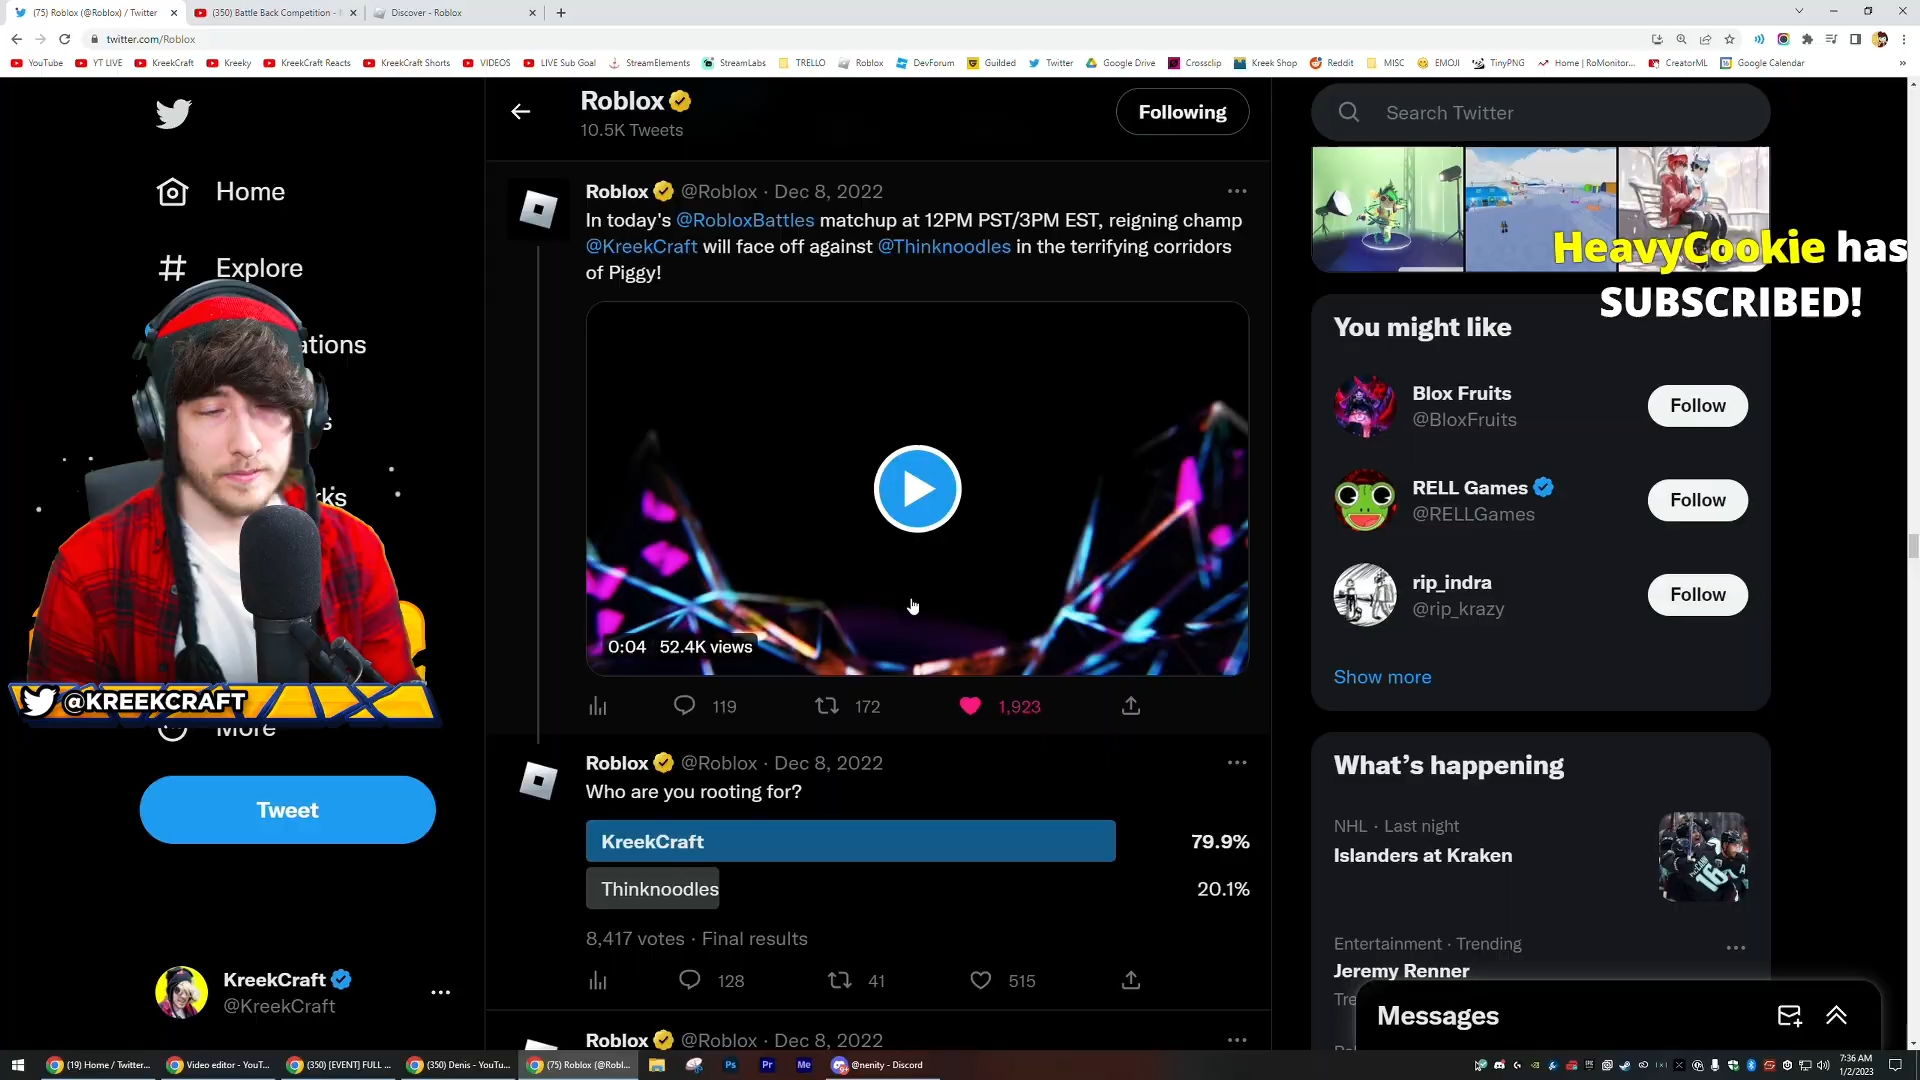 (75) Roblox (@Roblox) / Twitter
(350) Battle Back Competition -
Discover - Roblox
twitter.com/Roblox
YouTube
YT LIVE
KreekCraft
Kreeky
KreekCraft Reacts
KreekCraft Shorts
VIDEOS
LIVE Sub Goal
StreamElements
StreamLabs
TRELLO
Roblox
DevForum
Guilded
Twitter
Google Drive
Crossclip
Kreek Shop
Reddit
MISC
EMOJI
TinyPNG
Home | RoMonitor...
CreatorML
Google Calendar
Home
Explore
ations
s
rks
More
Tweet
@KREEKCRAFT
KreekCraft
@KreekCraft
Roblox
10.5K Tweets
Following
Roblox @Roblox · Dec 8, 2022
In today's @RobloxBattles matchup at 12PM PST/3PM EST, reigning champ
@KreekCraft will face off against @Thinknoodles in the terrifying corridors
of Piggy!
0:04 52.4K views
119 172 1,923
Roblox @Roblox · Dec 8, 2022
Who are you rooting for?
KreekCraft 79.9%
Thinknoodles 20.1%
8,417 votes · Final results
128 41 515
Roblox @Roblox · Dec 8, 2022
Search Twitter
HeavyCookie has
SUBSCRIBED!
You might like
Blox Fruits
@BloxFruits
Follow
RELL Games
@RELLGames
Follow
rip_indra
@rip_krazy
Follow
Show more
What's happening
NHL · Last night
Islanders at Kraken
Entertainment · Trending
Jeremy Renner
Tre
Messages
(19) Home / Twitter...
Video editor - YouT...
(350) [EVENT] FULL ...
(350) Denis - YouTu...
(75) Roblox (@Robl...
Ps
Pr
Me
@nenity - Discord
7:36 AM
1/2/2023